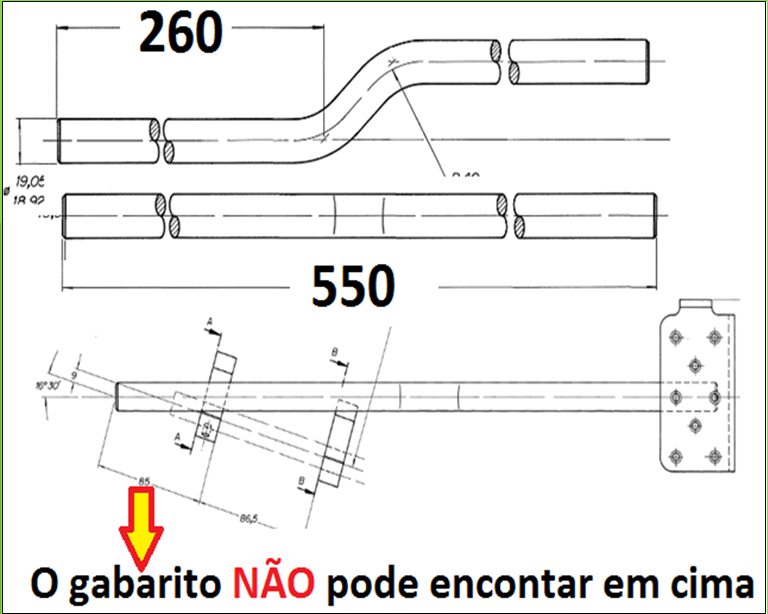 260
ø 19,05
18,92
550
A
B
9
16°30'
A
B
85
86,5
O gabarito NÃO pode encontar em cima